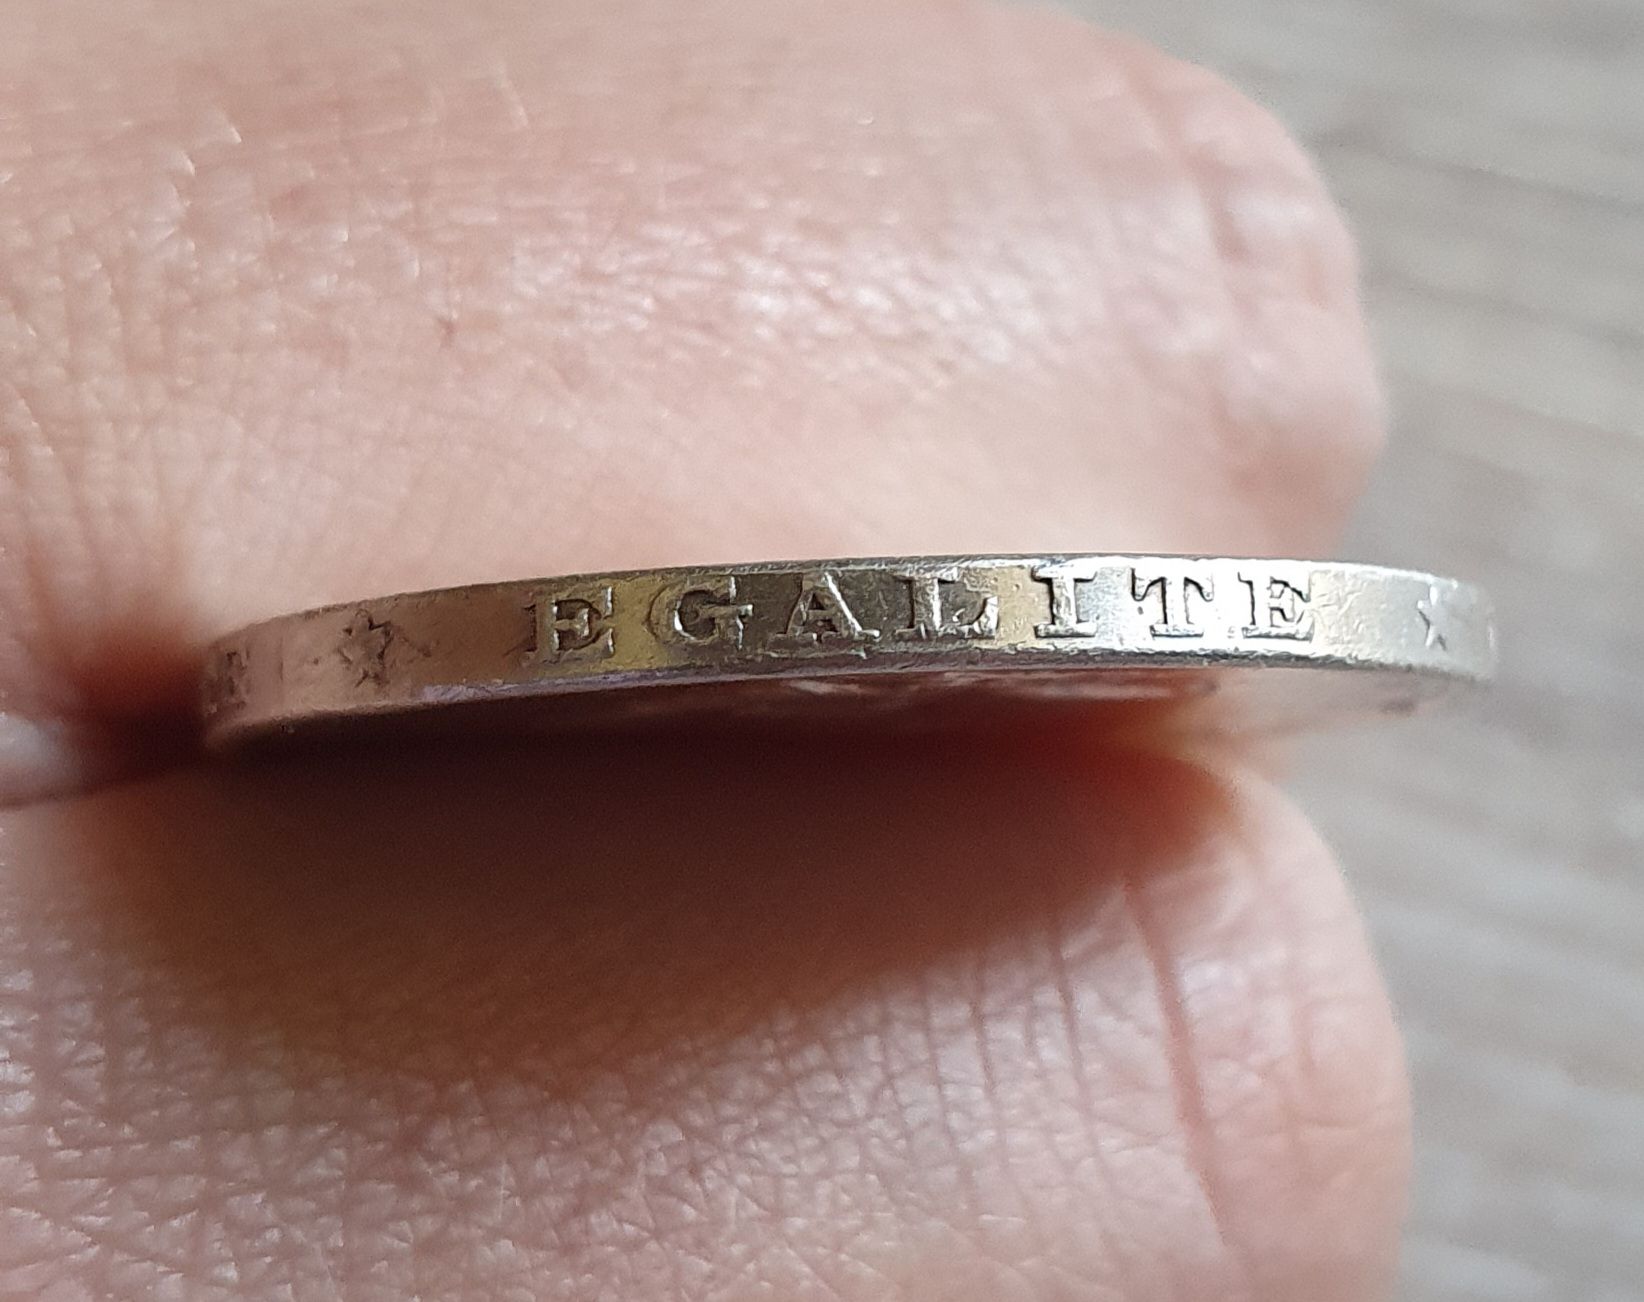 ★ EGALITE ★